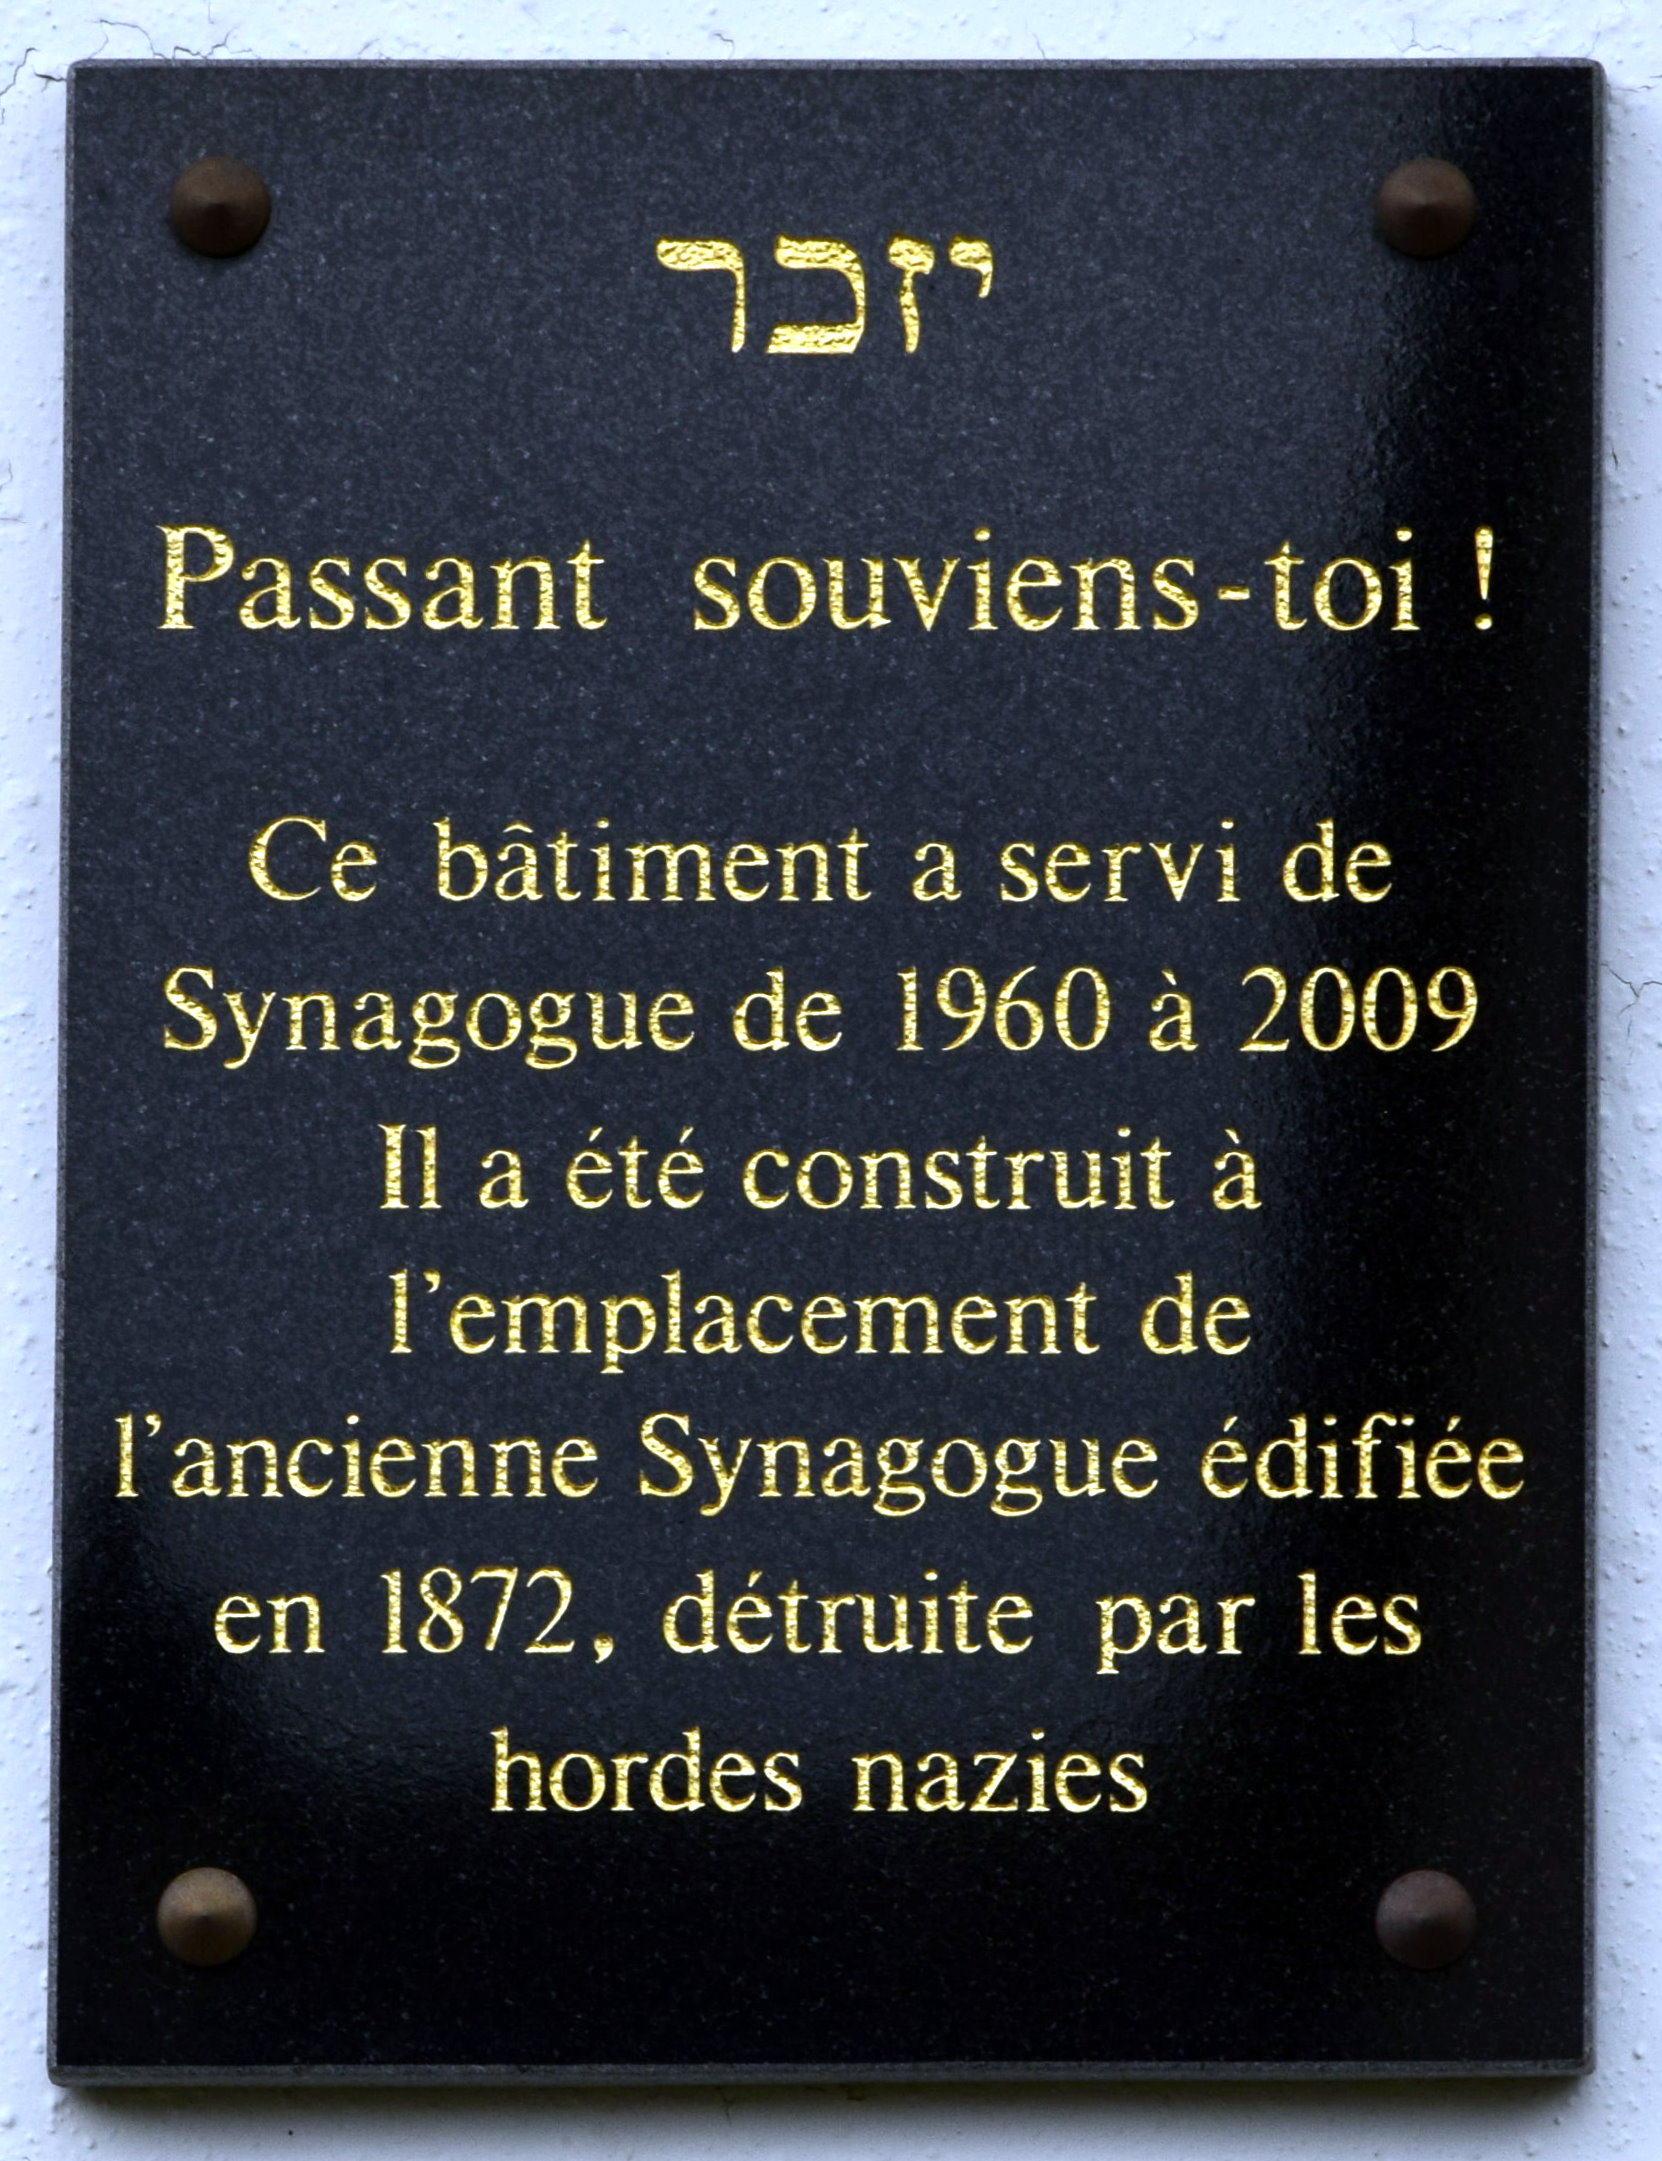 יזכר
Passant souviens-toi !
Ce bâtiment a servi de
Synagogue de 1960 à 2009
Il a été construit à
l'emplacement de
l'ancienne Synagogue édifiée
en 1872, détruite par les
hordes nazies